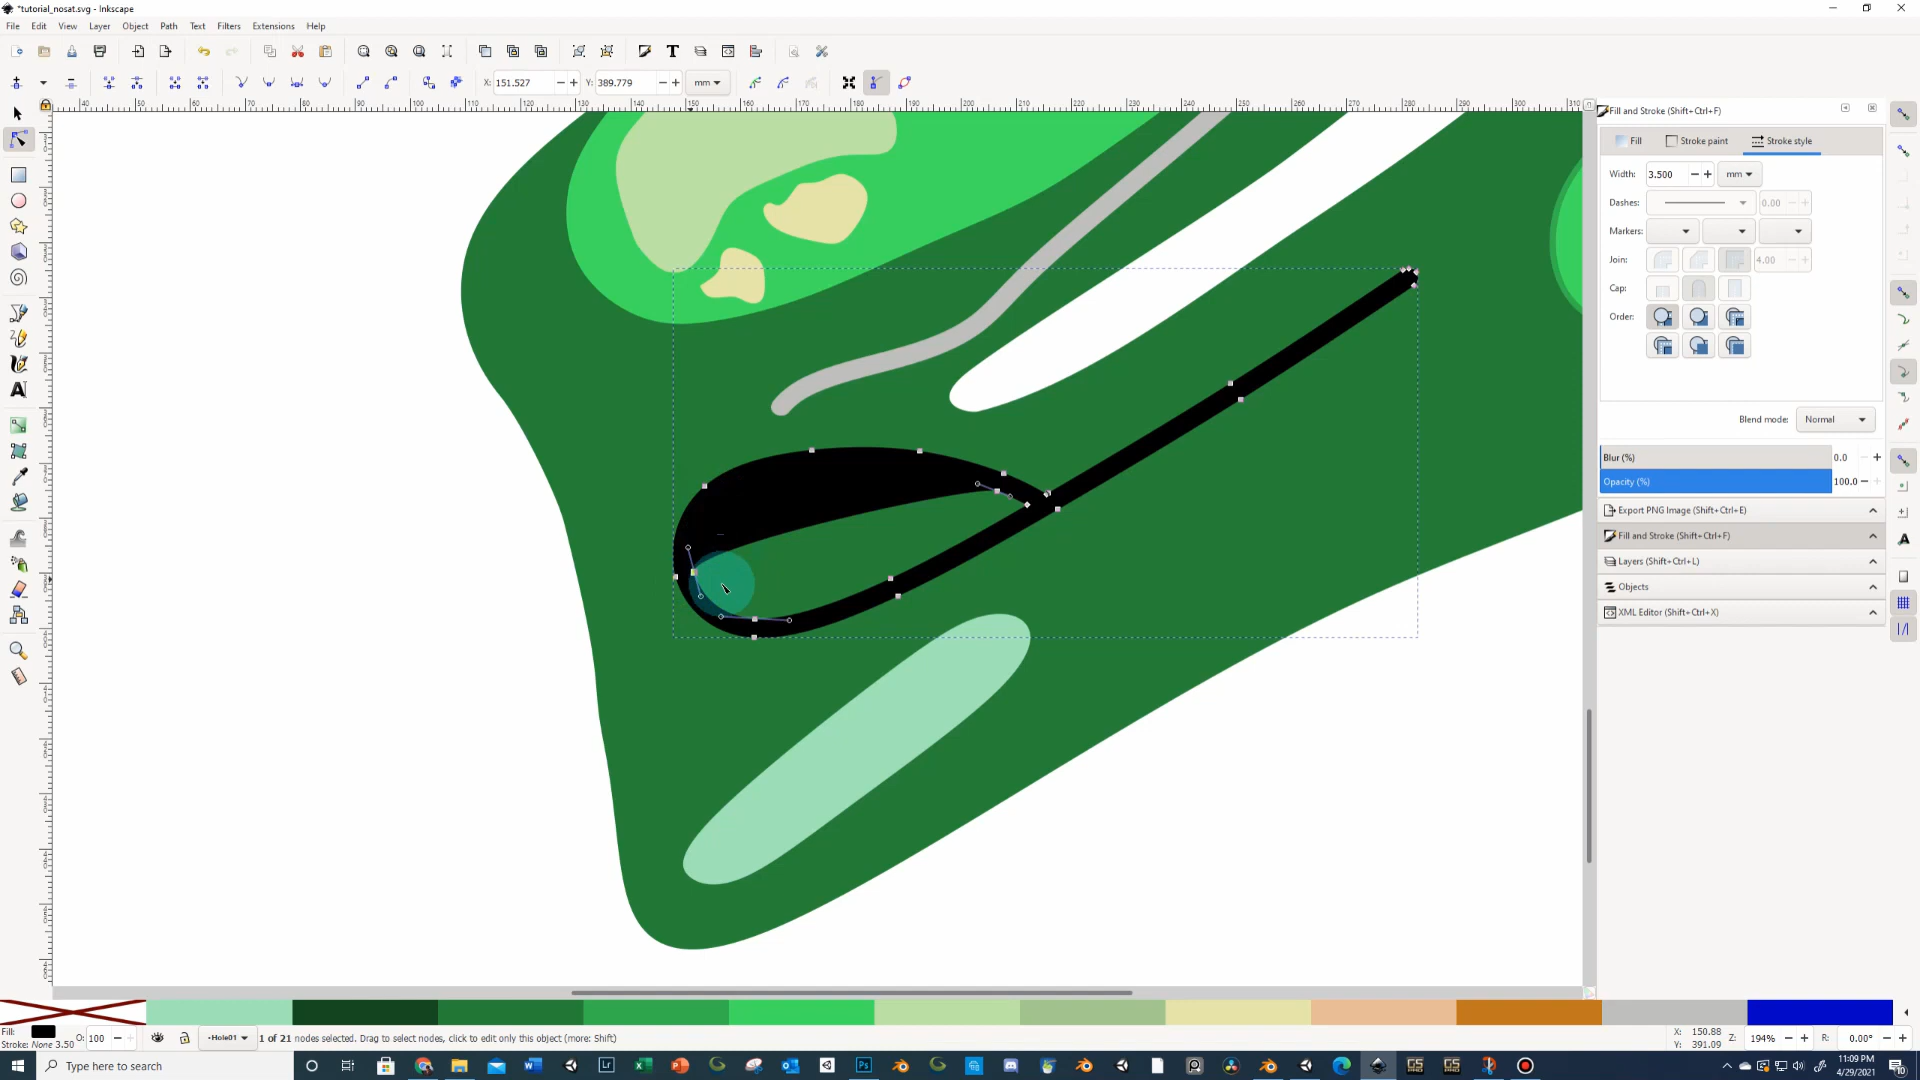 *tutorial_nosat.svg - Inkscape
File Edit View Layer Object Path Text Filters Extensions Help
X: 151.527 Y: 389.779 mm
Fill and Stroke (Shift+Ctrl+F)
Fill Stroke paint Stroke style
Width: 3.500 mm
Dashes: 0.00
Markers:
Join: 4.00
Cap:
Order:
Blend mode: Normal
Blur (%) 0.0
Opacity (%) 100.0
Export PNG Image (Shift+Ctrl+E)
Fill and Stroke (Shift+Ctrl+F)
Layers (Shift+Ctrl+L)
Objects
XML Editor (Shift+Ctrl+X)
Fill:
Stroke: None 3.50
O: 100
Hole01
1 of 21 nodes selected. Drag to select nodes, click to edit only this object (more: Shift)
X: 150.88
Y: 391.09
Z: 194% R: 0.00°
Type here to search
11:09 PM
4/29/2021